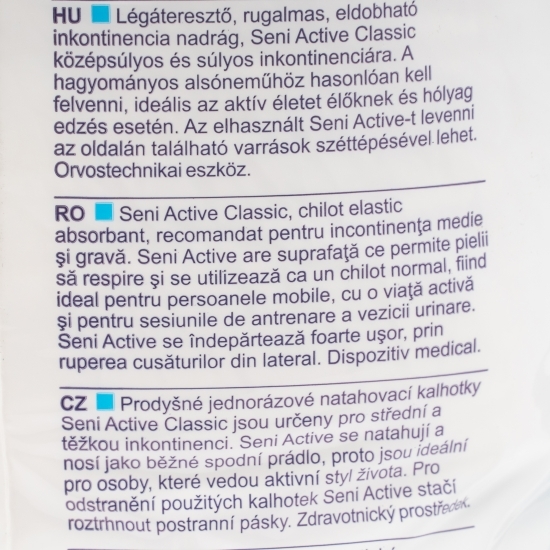 HU Légáteresztő, rugalmas, eldobható
inkontinencia nadrág, Seni Active Classic
középsúlyos és súlyos inkontinenciára. A
hagyományos alsóneműhöz hasonlóan kell
felvenni, ideális az aktív életet élőknek és hólyag
edzés esetén. Az elhasznált Seni Active-t levenni
az oldalán található varrások széttépésével lehet.
Orvostechnikai eszköz.
RO Seni Active Classic, chilot elastic
absorbant, recomandat pentru incontinenţa medie
şi gravă. Seni Active are suprafaţă ce permite pielii
să respire şi se utilizează ca un chilot normal, fiind
ideal pentru persoanele mobile, cu o viaţă activă
şi pentru sesiunile de antrenare a vezicii urinare.
Seni Active se îndepărtează foarte uşor, prin
ruperea cusăturilor din lateral. Dispozitiv medical.
CZ Prodyšné jednorázové natahovací kalhotky
Seni Active Classic jsou určeny pro střední a
těžkou inkontinenci. Seni Active se natahují a
nosí jako běžné spodní prádlo, proto jsou ideální
pro osoby, které vedou aktivní styl života. Pro
odstranění použitých kalhotek Seni Active stačí
roztrhnout postranní pásky. Zdravotnický prostředek.